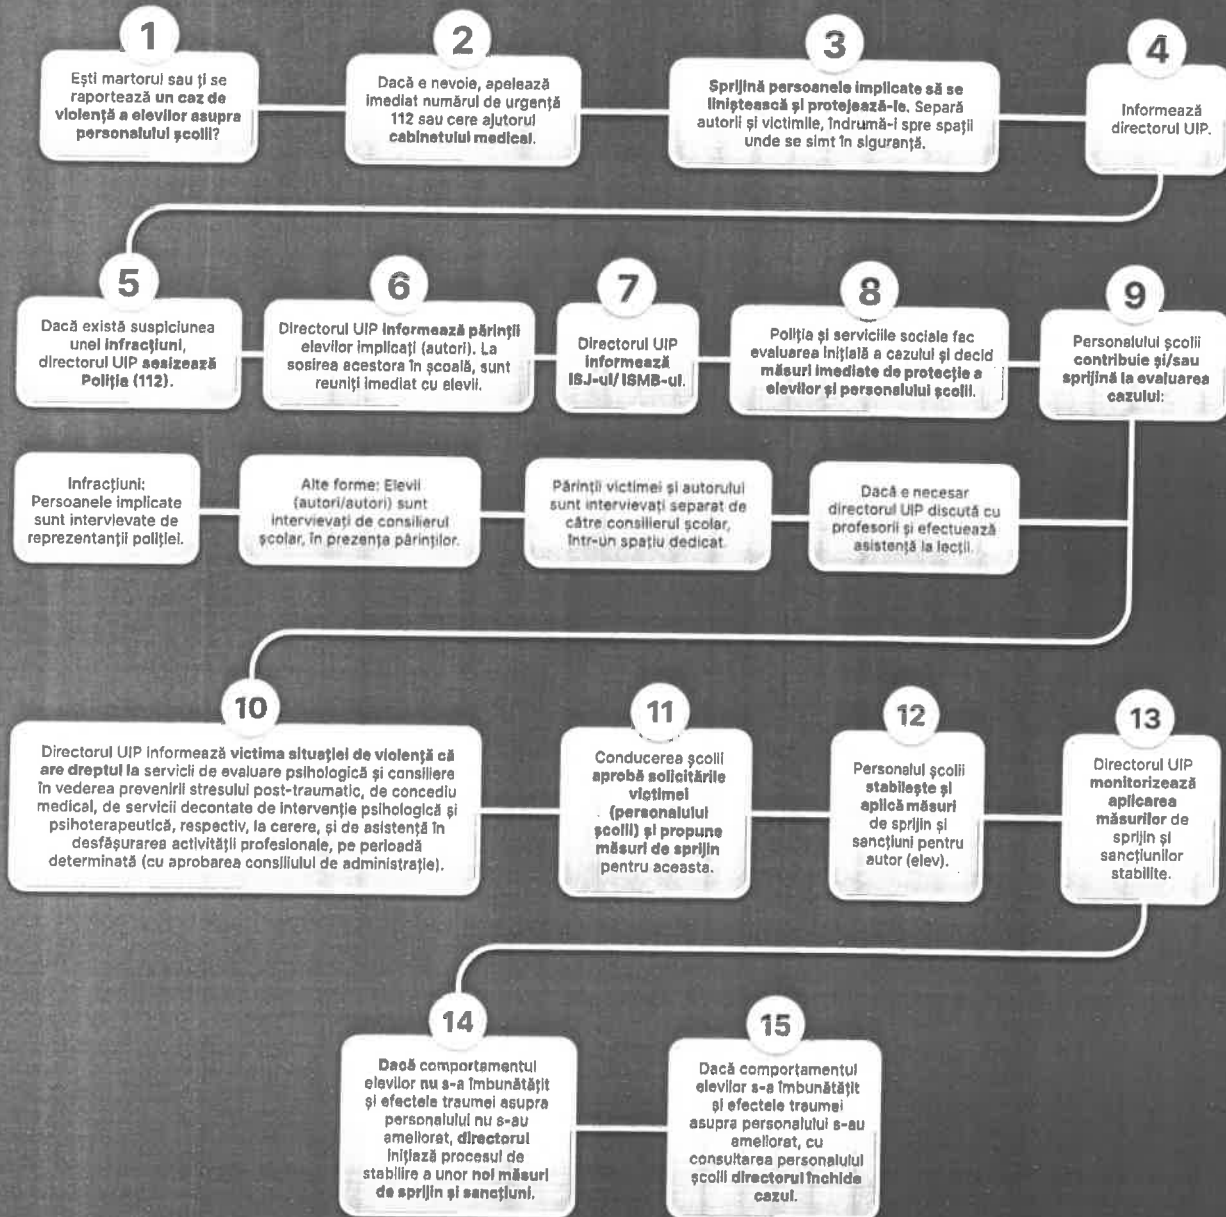 1
Ești martorul sau ți se
raportează un caz de
violență a elevilor asupra
personalului școlii?
2
Dacă e nevoie, apelează
imediat numărul de urgență
112 sau cere ajutorul
cabinetului medical.
3
Sprijină persoanele implicate să se
liniștească și protejează-le. Separă
autorii și victimile, îndrumă-i spre spații
unde se simt în siguranță.
4
Informează
directorul UIP.
5
Dacă există suspiciunea
unei infracțiuni,
directorul UIP sesizează
Poliția (112).
6
Directorul UIP informează părinții
elevilor implicați (autori). La
sosirea acestora în școală, sunt
reuniți imediat cu elevii.
7
Directorul UIP
informează
ISJ-ul/ ISMB-ul.
8
Poliția și serviciile sociale fac
evaluarea inițială a cazului și decid
măsuri imediate de protecție a
elevilor și personalului școlii.
9
Personalului școlii
contribuie și/sau
sprijină la evaluarea
cazului:
Infracțiuni:
Persoanele implicate
sunt intervievate de
reprezentanții poliției.
Alte forme: Elevii
(autori/autori) sunt
intervievați de consilierul
școlar, în prezența părinților.
Părinții victimei și autorului
sunt intervievați separat de
către consilierul școlar,
într-un spațiu dedicat.
Dacă e necesar
directorul UIP discută cu
profesorii și efectuează
asistență la lecții.
10
Directorul UIP informează victima situației de violență că
are dreptul la servicii de evaluare psihologică și consiliere
în vederea prevenirii stresului post-traumatic, de concediu
medical, de servicii decontate de intervenție psihologică și
psihoterapeutică, respectiv, la cerere, și de asistență în
desfășurarea activității profesionale, pe perioadă
determinată (cu aprobarea consiliului de administrație).
11
Conducerea școlii
aprobă solicitările
victimei
(personalului
școlii) și propune
măsuri de sprijin
pentru aceasta.
12
Personalul școlii
stabilește și
aplică măsuri
de sprijin și
sancțiuni pentru
autor (elev).
13
Directorul UIP
monitorizează
aplicarea
măsurilor de
sprijin și
sancțiunilor
stabilite.
14
Dacă comportamentul
elevilor nu s-a îmbunătățit
și efectele traumei asupra
personalului nu s-au
ameliorat, directorul
inițiază procesul de
stabilire a unor noi măsuri
de sprijin și sancțiuni.
15
Dacă comportamentul
elevilor s-a îmbunătățit
și efectele traumei
asupra personalului s-au
ameliorat, cu
consultarea personalului
școlii directorul închide
cazul.